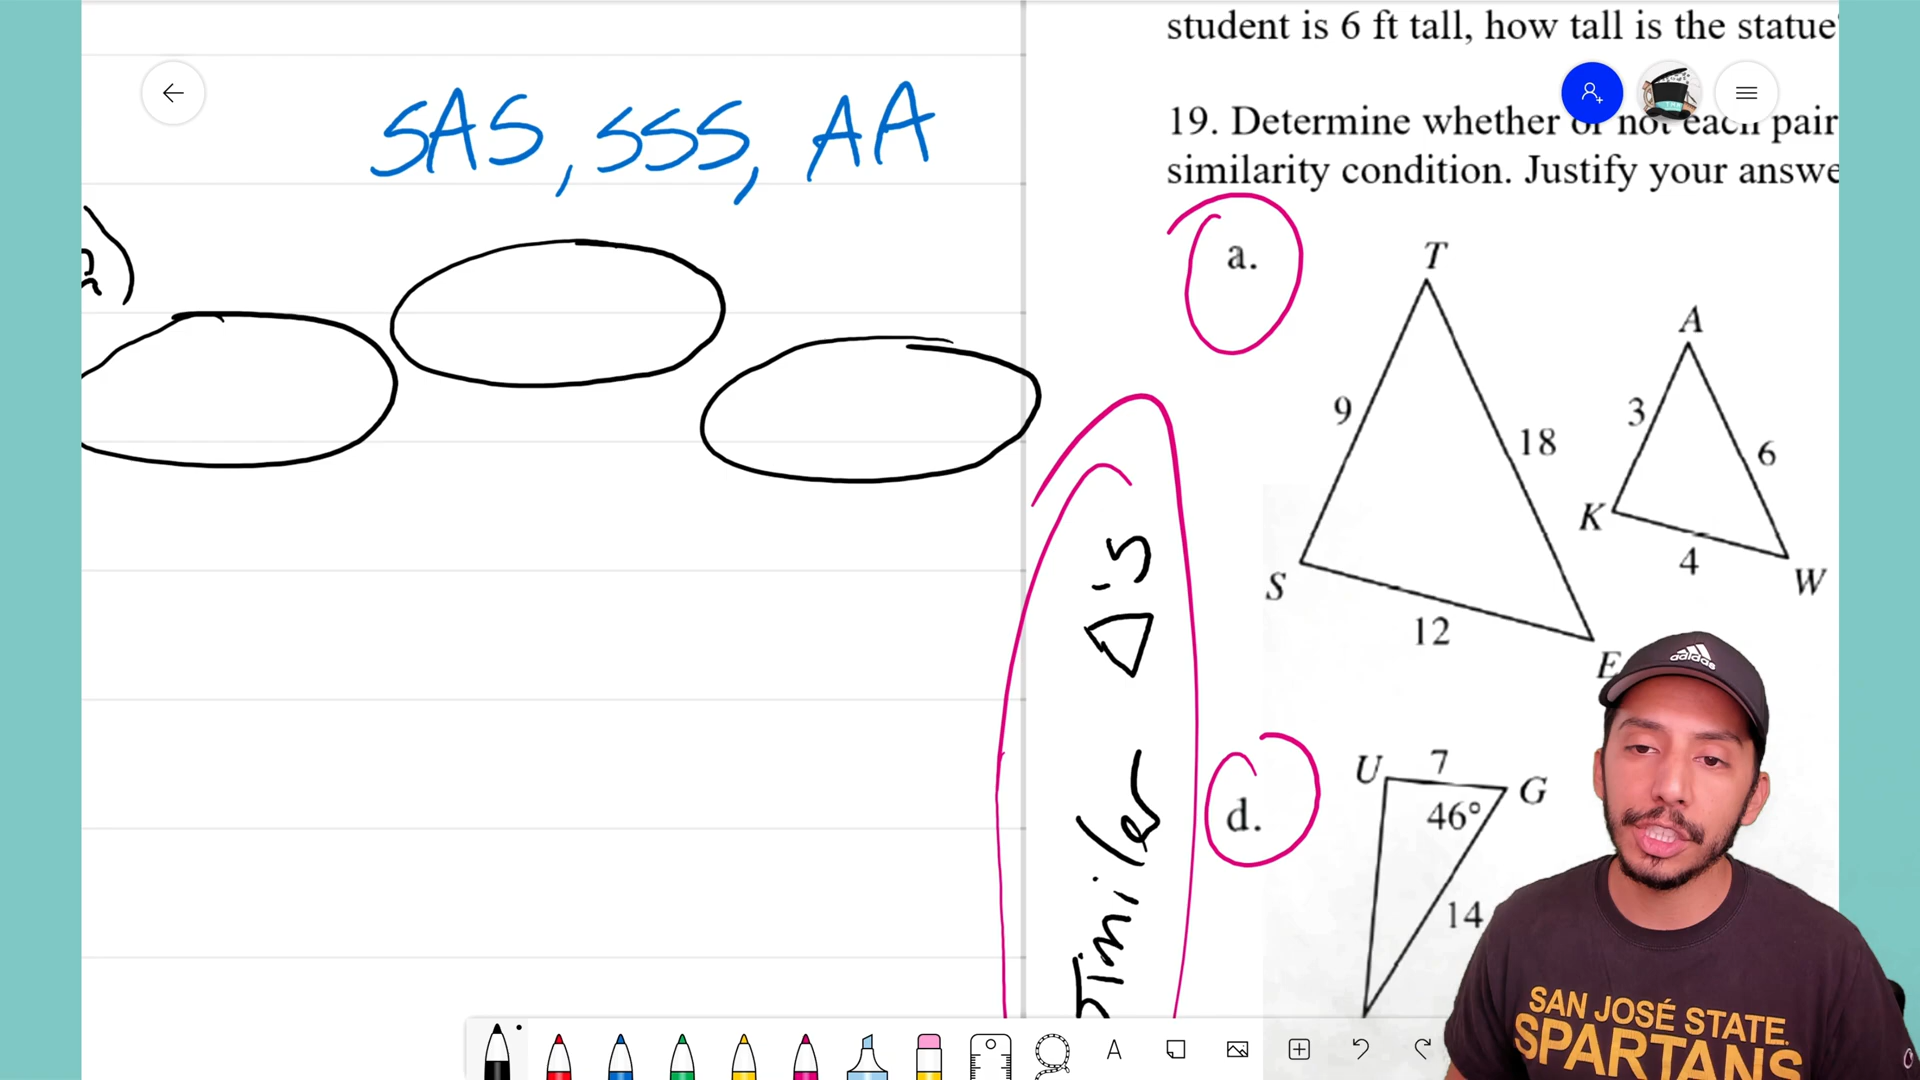 student is 6 ft tall, how tall is the statue
19. Determine whether or not each pair
similarity condition. Justify your answe
SAS, SSS, AA
a.
T
A
9
18
3
6
K
4
W
S
12
E
Similer Δ's
d.
U
7
G
46°
14
adidas
SAN JOSÉ STATE.
SPARTANS
A